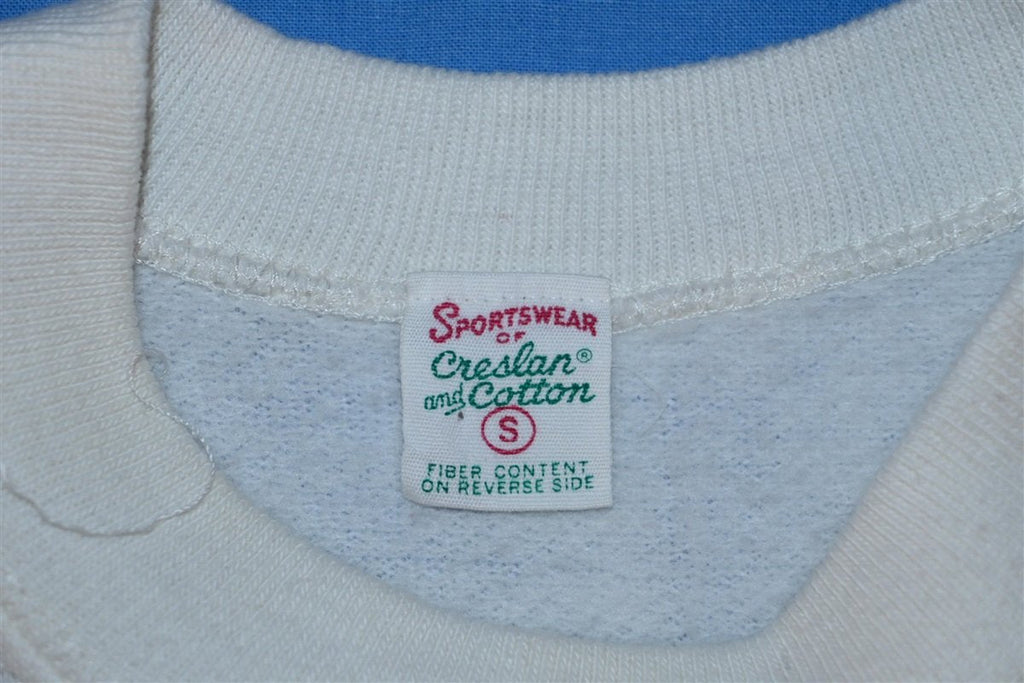 SPORTSWEAR
OF
Creslan®
and Cotton
S
FIBER CONTENT
ON REVERSE SIDE